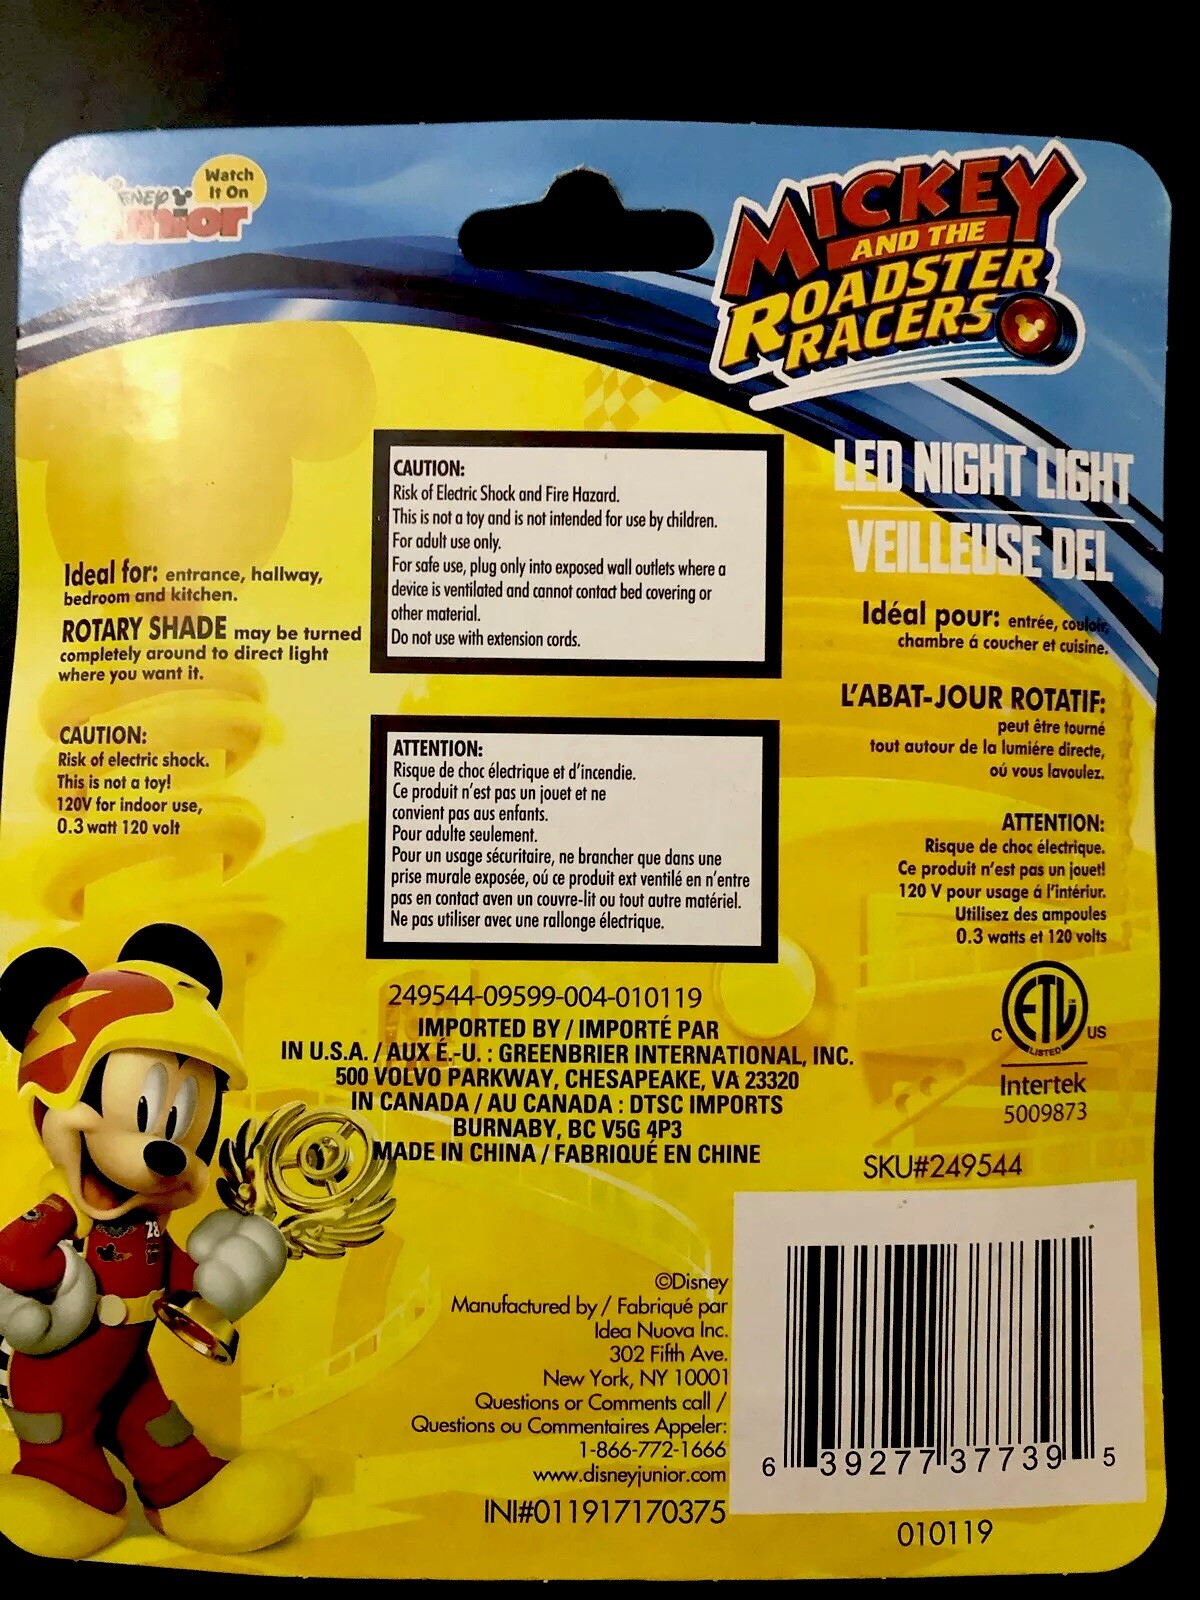 Watch
It On
DISNEY
Junior
MICKEY
AND THE
ROADSTER
RACERS
LED NIGHT LIGHT
VEILLEUSE DEL
Ideal for: entrance, hallway,
bedroom and kitchen.
ROTARY SHADE may be turned
completely around to direct light
where you want it.
CAUTION:
Risk of electric shock.
This is not a toy!
120V for indoor use,
0.3 watt 120 volt
CAUTION:
Risk of Electric Shock and Fire Hazard.
This is not a toy and is not intended for use by children.
For adult use only.
For safe use, plug only into exposed wall outlets where a
device is ventilated and cannot contact bed covering or
other material.
Do not use with extension cords.
ATTENTION:
Risque de choc électrique et d'incendie.
Ce produit n'est pas un jouet et ne
convient pas aus enfants.
Pour adulte seulement.
Pour un usage sécuritaire, ne brancher que dans une
prise murale exposée, oú ce produit ext ventilé en n'entre
pas en contact aven un couvre-lit ou tout autre matériel.
Ne pas utiliser avec une rallonge électrique.
Idéal pour: entrée, couloir,
chambre á coucher et cuisine.
L'ABAT-JOUR ROTATIF:
peut être tourné
tout autour de la lumiére directe,
oú vous lavoulez.
ATTENTION:
Risque de choc électrique.
Ce produit n'est pas un jouet!
120 V pour usage á l'intériur.
Utilisez des ampoules
0.3 watts et 120 volts
249544-09599-004-010119
IMPORTED BY / IMPORTÉ PAR
IN U.S.A. / AUX É.-U. : GREENBRIER INTERNATIONAL, INC.
500 VOLVO PARKWAY, CHESAPEAKE, VA 23320
IN CANADA / AU CANADA : DTSC IMPORTS
BURNABY, BC V5G 4P3
MADE IN CHINA / FABRIQUÉ EN CHINE
C ETL US
LISTED
Intertek
5009873
SKU#249544
28
©Disney
Manufactured by / Fabriqué par
Idea Nuova Inc.
302 Fifth Ave.
New York, NY 10001
Questions or Comments call /
Questions ou Commentaires Appeler:
1-866-772-1666
www.disneyjunior.com
INI#011917170375
6 39277 37739 5
010119